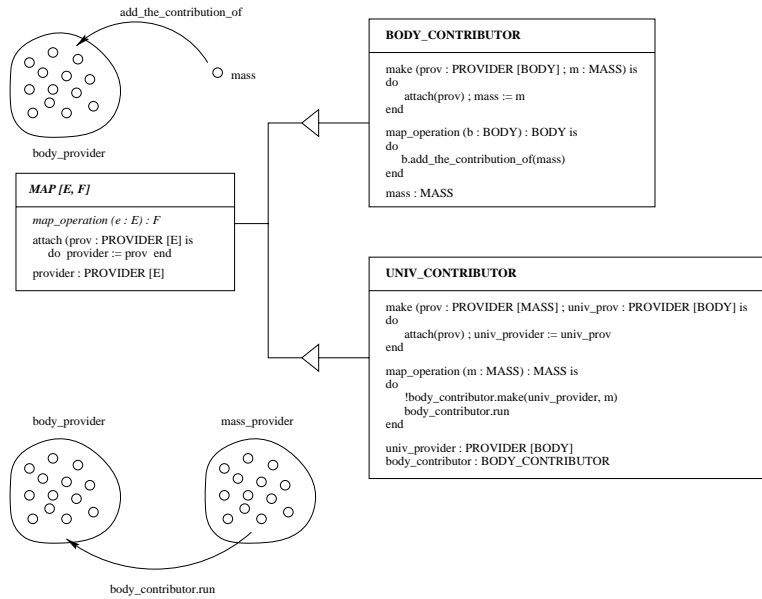 add_the_contribution_of
mass
body_provider
MAP [E, F]
map_operation (e : E) : F
attach (prov : PROVIDER [E] is
do provider := prov end
provider : PROVIDER [E]
BODY_CONTRIBUTOR
make (prov : PROVIDER [BODY] ; m : MASS) is
do
attach(prov) ; mass := m
end
map_operation (b : BODY) : BODY is
do
b.add_the_contribution_of(mass)
end
mass : MASS
UNIV_CONTRIBUTOR
make (prov : PROVIDER [MASS] ; univ_prov : PROVIDER [BODY] is
do
attach(prov) ; univ_provider := univ_prov
end
map_operation (m : MASS) : MASS is
do
!body_contributor.make(univ_provider, m)
body_contributor.run
end
univ_provider : PROVIDER [BODY]
body_contributor : BODY_CONTRIBUTOR
body_provider
mass_provider
body_contributor.run